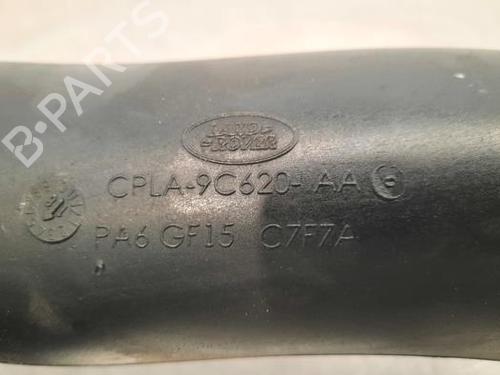 B-PARTS
LAND-
-ROVER
CPLA-9C620-AA
PA6 GF15 C7F7A